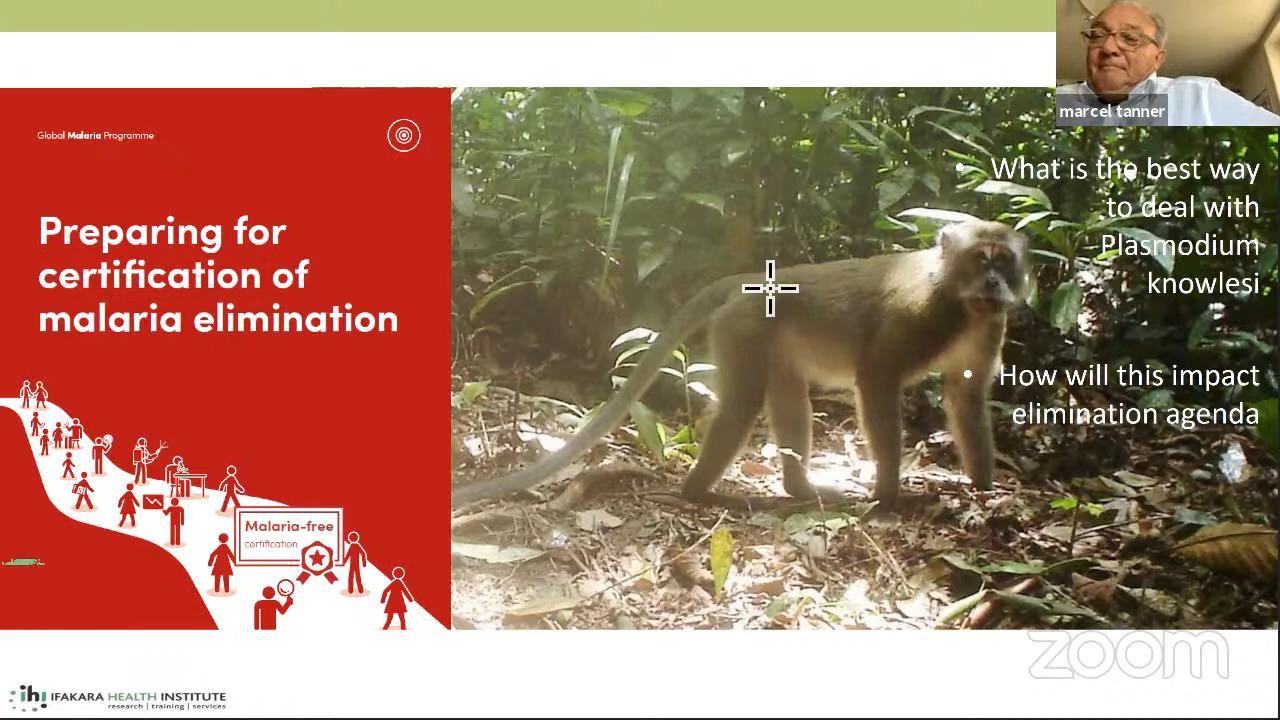 marcel tanner
Global Malaria Programme
Preparing for
certification of
malaria elimination
Malaria-free
certification
• What is the best way
to deal with
Plasmodium
knowlesi
• How will this impact
elimination agenda
zoom
ihi IFAKARA HEALTH INSTITUTE
research | training | services